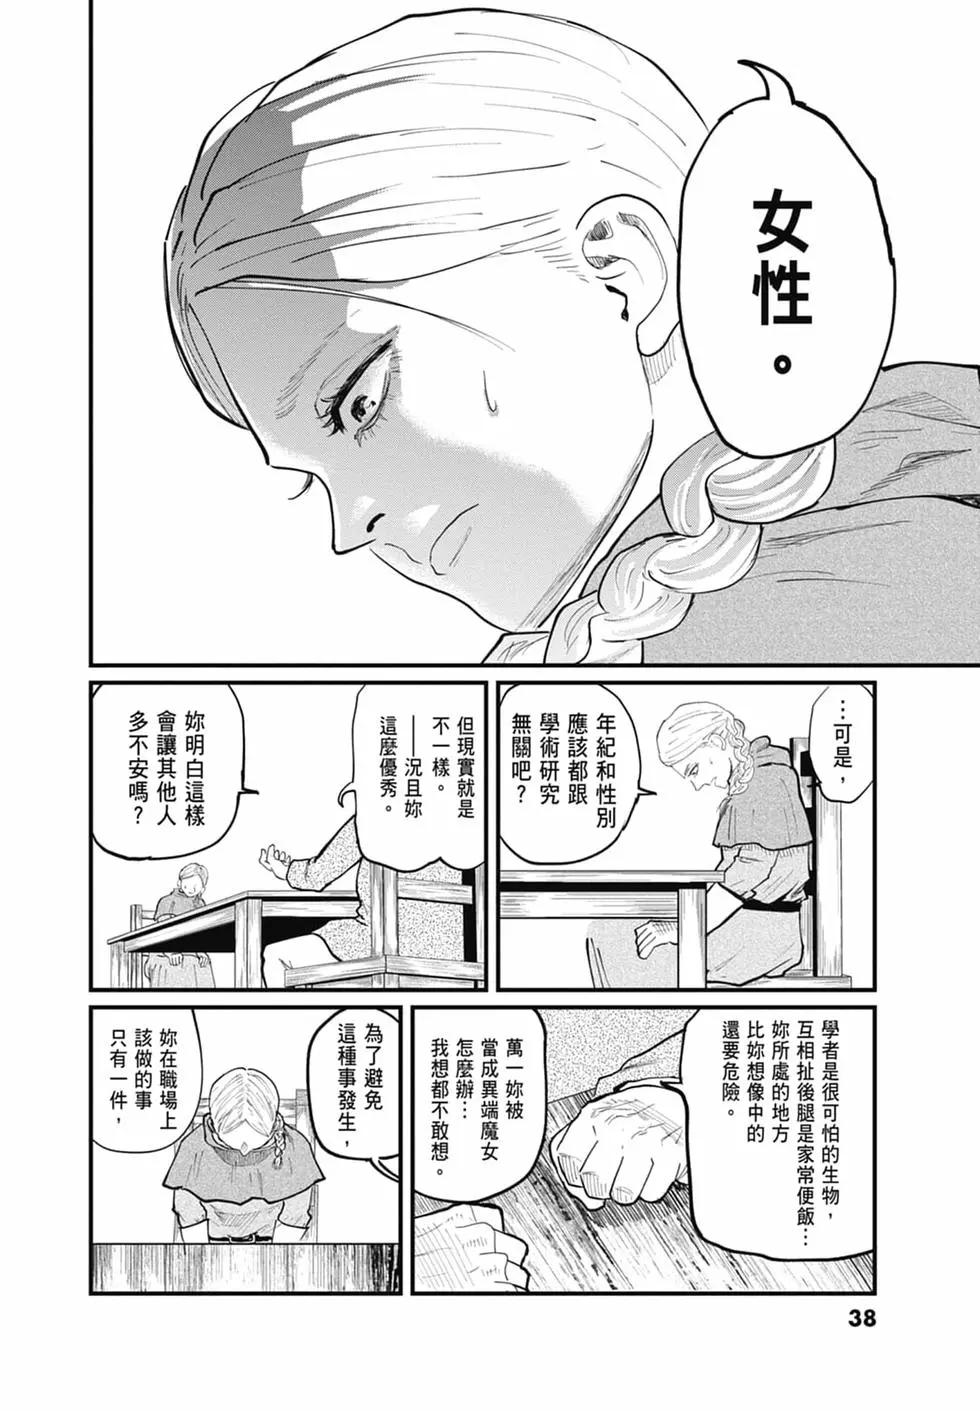 女性。
…可是，
年紀和性別
應該都跟
學術研究
無關吧？
但現實就是
不一樣。
——況且妳
這麼優秀。
妳明白這樣
會讓其他人
多不安嗎？
學者是很可怕的生物，
互相扯後腿是家常便飯…
妳所處的地方
比妳想像中的
還要危險。
萬一妳被
當成異端魔女
怎麼辦…
我想都不敢想。
為了避免
這種事發生，
妳在職場上
該做的事
只有一件，
38